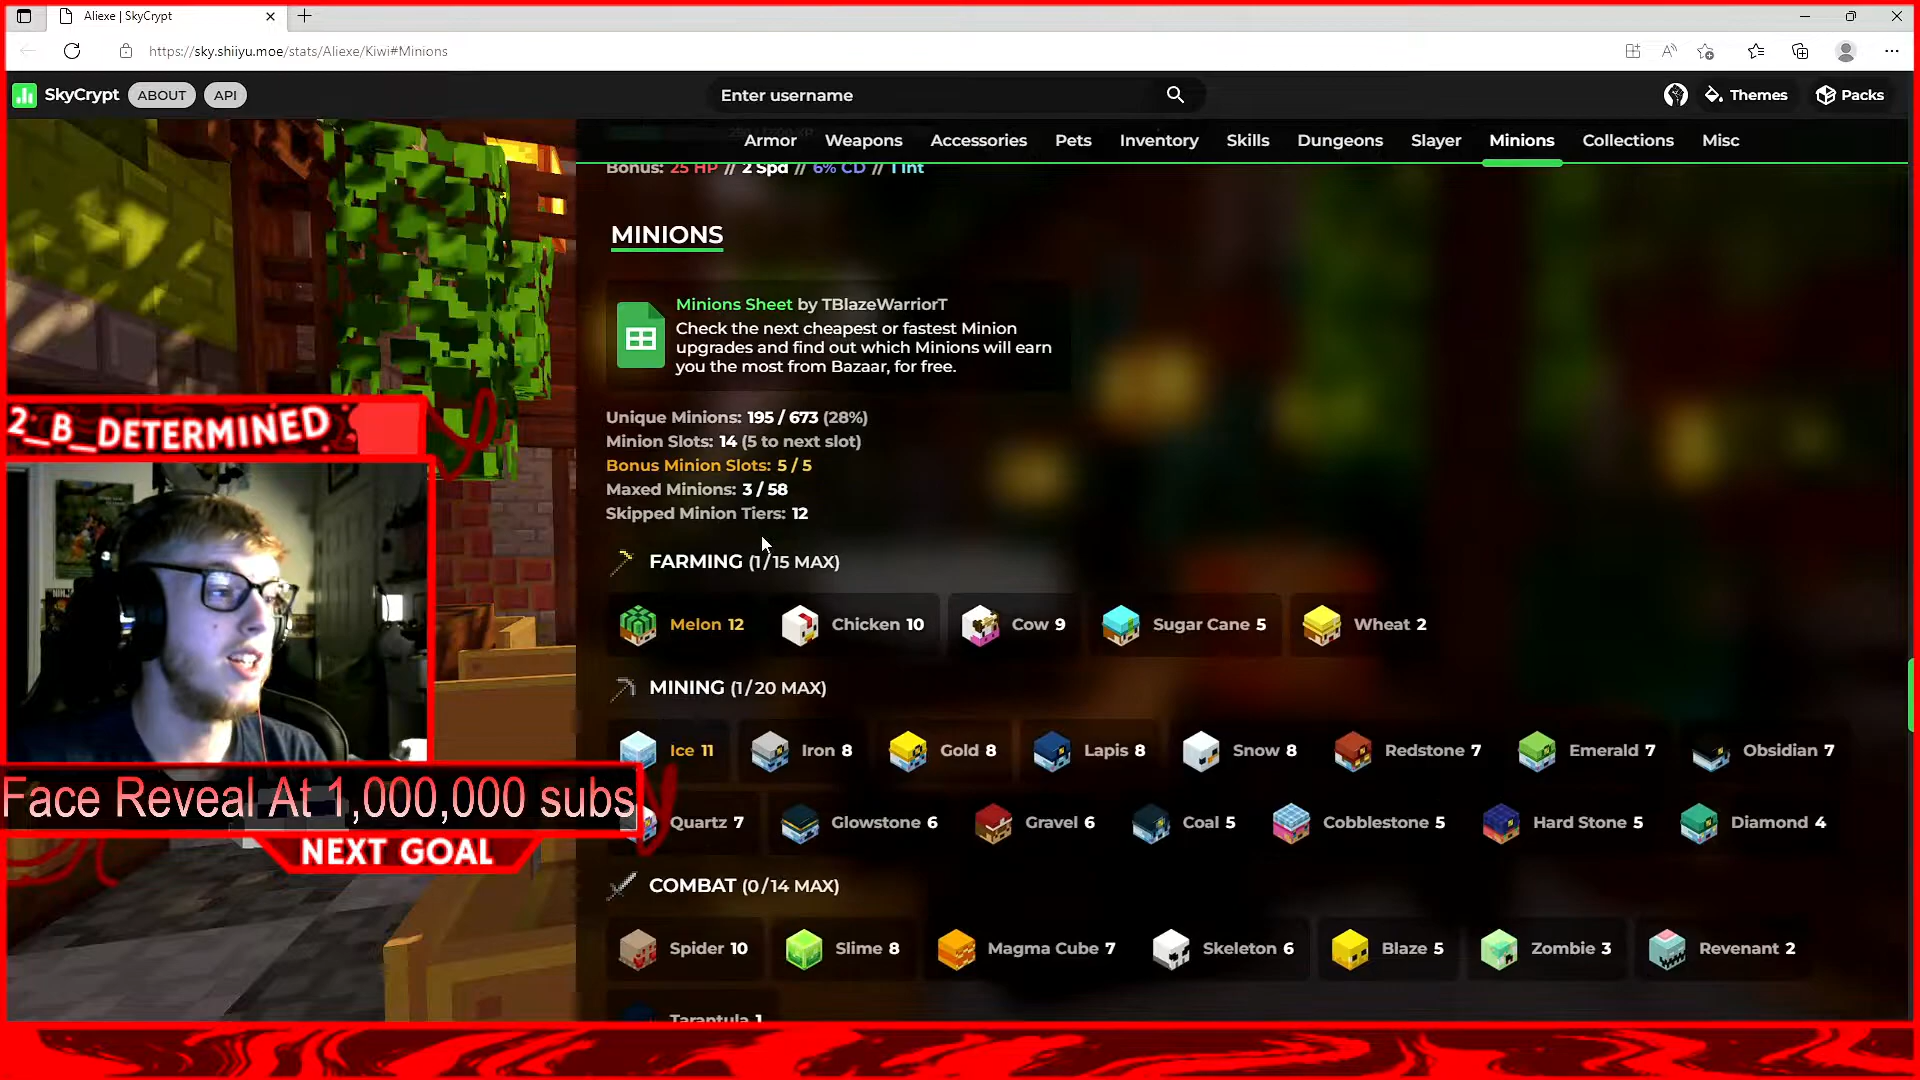 Aliexe | SkyCrypt
https://sky.shiiyu.moe/stats/Aliexe/Kiwi#Minions
SkyCrypt ABOUT API Enter username Themes Packs
Armor Weapons Accessories Pets Inventory Skills Dungeons Slayer Minions Collections Misc
Bonus: 25 HP // 2 Spd // 6% CD // 1 Int
MINIONS
Minions Sheet by TBlazeWarriorT
Check the next cheapest or fastest Minion
upgrades and find out which Minions will earn
you the most from Bazaar, for free.
Unique Minions: 195 / 673 (28%)
Minion Slots: 14 (5 to next slot)
Bonus Minion Slots: 5 / 5
Maxed Minions: 3 / 58
Skipped Minion Tiers: 12
FARMING (1/15 MAX)
Melon 12 Chicken 10 Cow 9 Sugar Cane 5 Wheat 2
MINING (1/20 MAX)
Ice 11 Iron 8 Gold 8 Lapis 8 Snow 8 Redstone 7 Emerald 7 Obsidian 7
Quartz 7 Glowstone 6 Gravel 6 Coal 5 Cobblestone 5 Hard Stone 5 Diamond 4
COMBAT (0/14 MAX)
Spider 10 Slime 8 Magma Cube 7 Skeleton 6 Blaze 5 Zombie 3 Revenant 2
Tarantula 1
2_B_DETERMINED
Face Reveal At 1,000,000 subs
NEXT GOAL